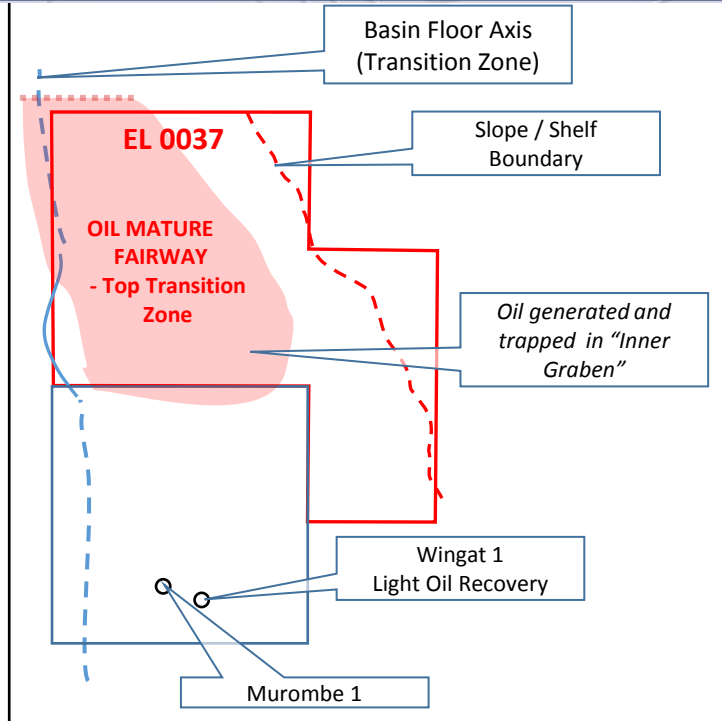 Basin Floor Axis
(Transition Zone)
EL 0037
Slope / Shelf
Boundary
OIL MATURE
FAIRWAY
- Top Transition
Zone
Oil generated and
trapped in “Inner
Graben”
Wingat 1
Light Oil Recovery
Murombe 1